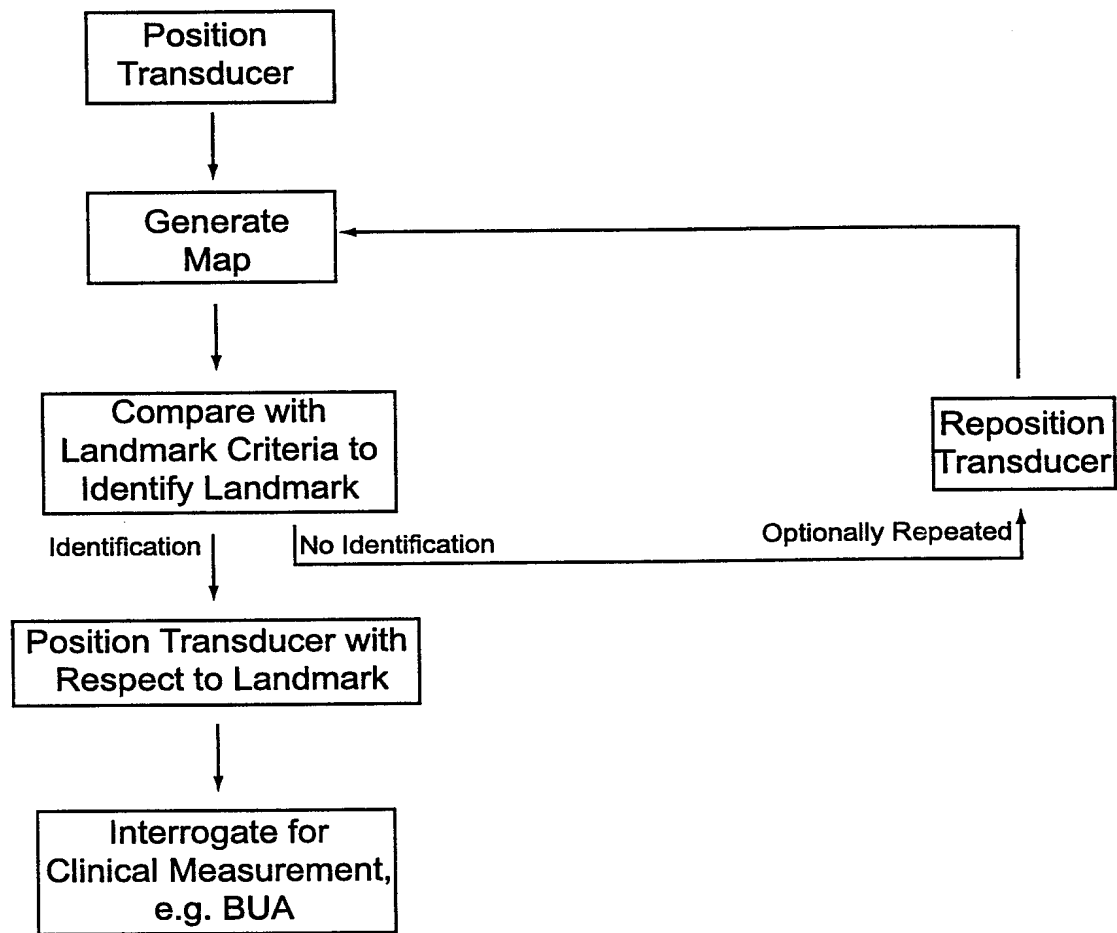 Position
Transducer
Generate
Map
Compare with
Landmark Criteria to
Identify Landmark
Reposition
Transducer
Identification
No Identification
Optionally Repeated
Position Transducer with
Respect to Landmark
Interrogate for
Clinical Measurement,
e.g. BUA